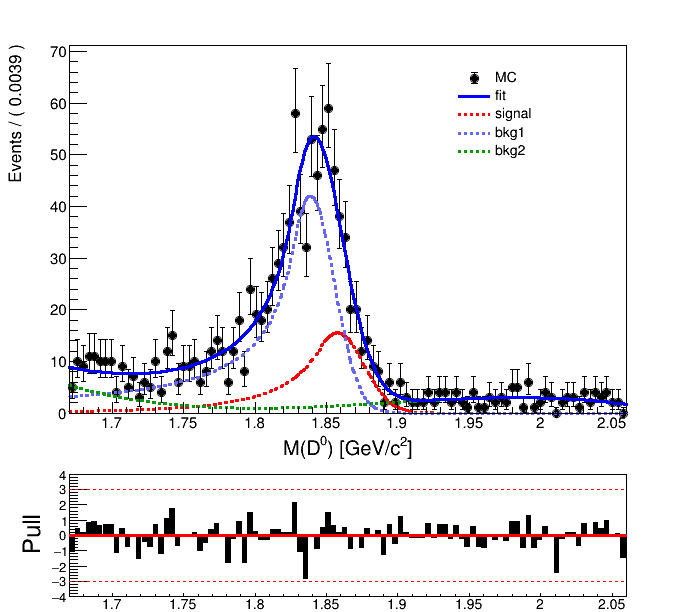 Events / ( 0.0039 )
70
60
50
40
30
20
10
0
MC
fit
signal
bkg1
bkg2
1.7 1.75 1.8 1.85 1.9 1.95 2 2.05
M(D⁰) [GeV/c²]
Pull
4
3
2
1
0
−1
−2
−3
−4
1.7 1.75 1.8 1.85 1.9 1.95 2 2.05